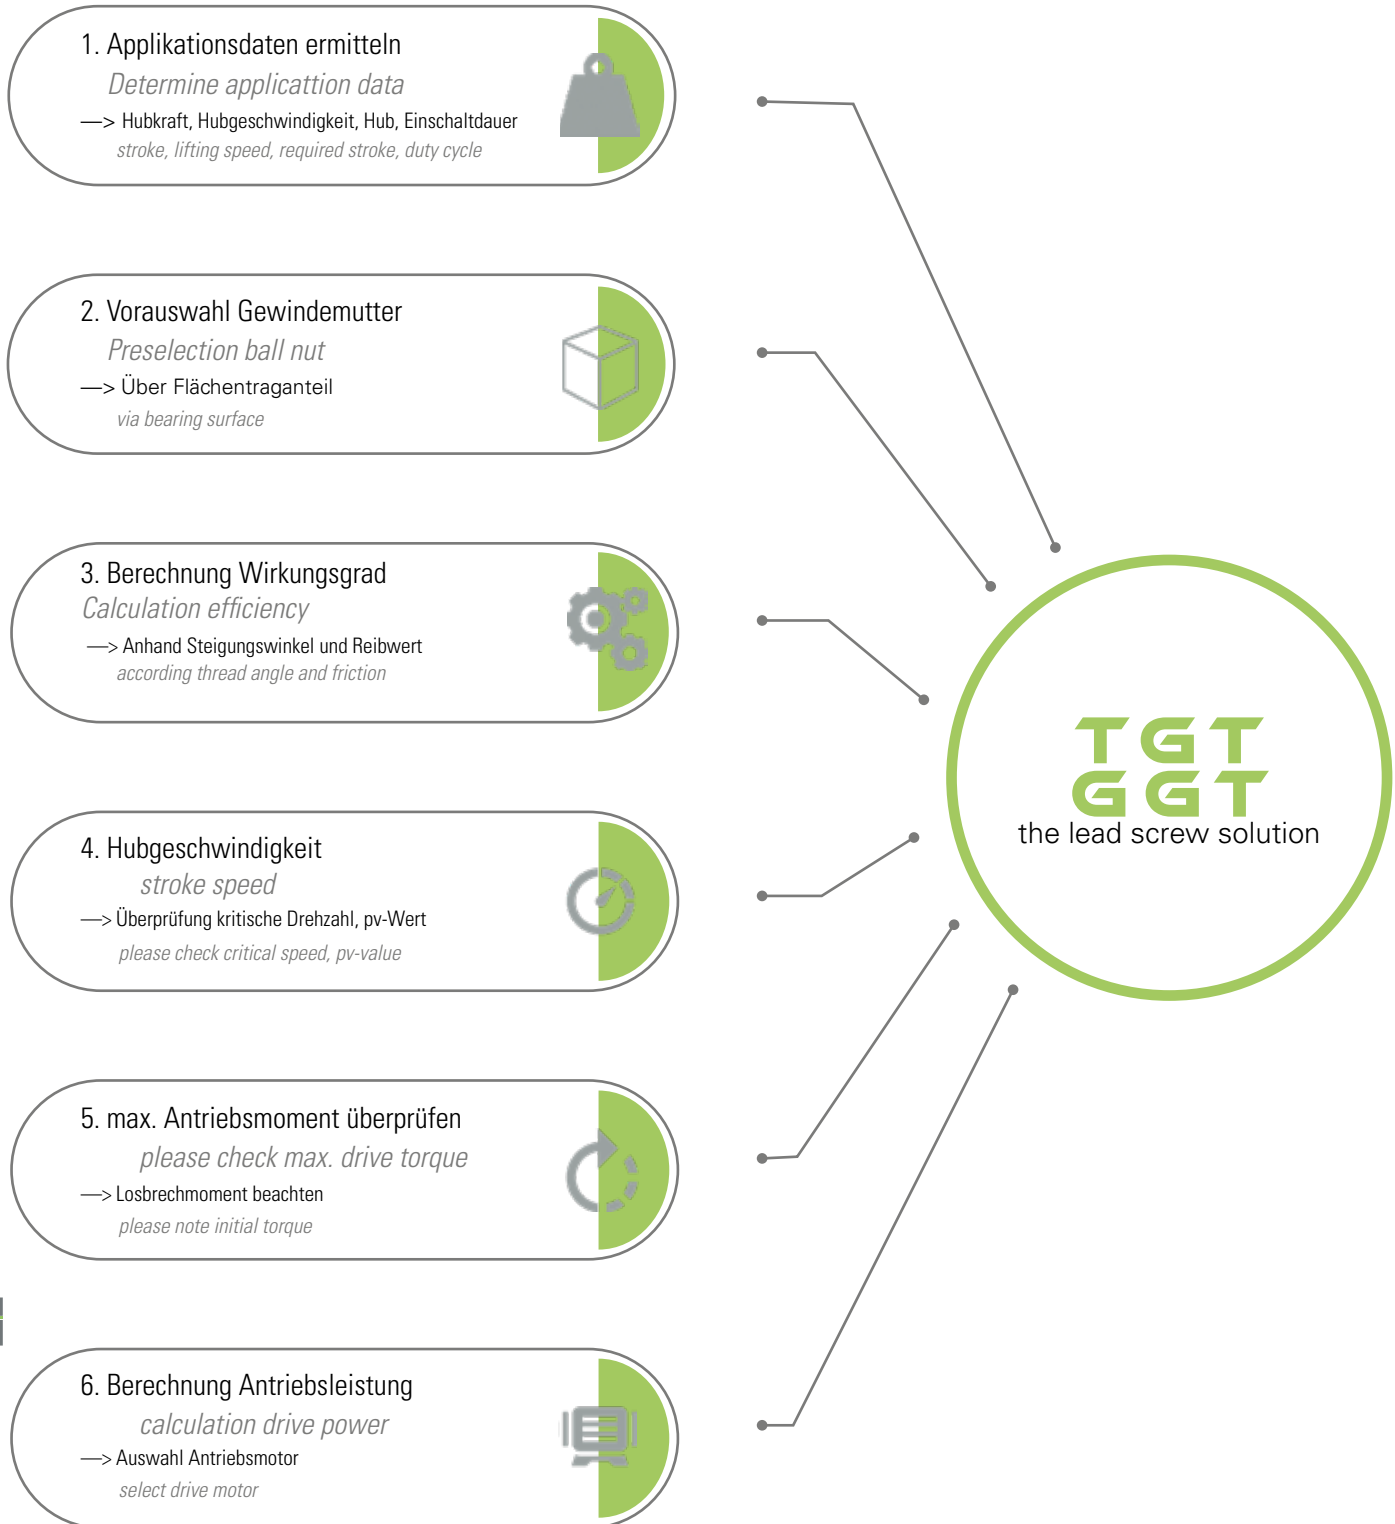 1. Applikationsdaten ermitteln
Determine applicattion data
—> Hubkraft, Hubgeschwindigkeit, Hub, Einschaltdauer
stroke, lifting speed, required stroke, duty cycle
2. Vorauswahl Gewindemutter
Preselection ball nut
—> Über Flächentraganteil
via bearing surface
3. Berechnung Wirkungsgrad
Calculation efficiency
—> Anhand Steigungswinkel und Reibwert
according thread angle and friction
4. Hubgeschwindigkeit
stroke speed
—> Überprüfung kritische Drehzahl, pv-Wert
please check critical speed, pv-value
5. max. Antriebsmoment überprüfen
please check max. drive torque
—> Losbrechmoment beachten
please note initial torque
6. Berechnung Antriebsleistung
calculation drive power
—> Auswahl Antriebsmotor
select drive motor
TGT
GGT
the lead screw solution